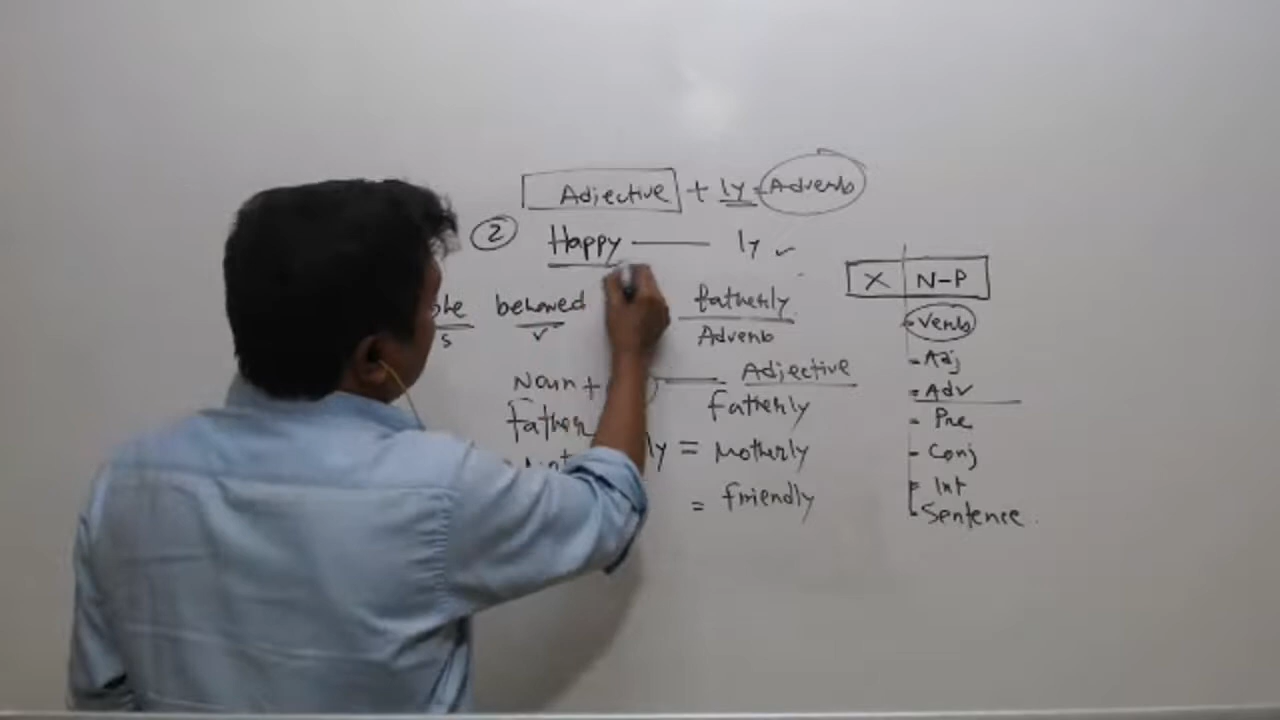 Adjective + ly = Adverb
② Happy — ly ✓
behaved fatherly
s v Adverb
Noun + — Adjective
Father Fatherly
ly = Motherly
= friendly
X N-P
- Verb
- Adj
- Adv
- Pre
- Conj
- Int
- Sentence.